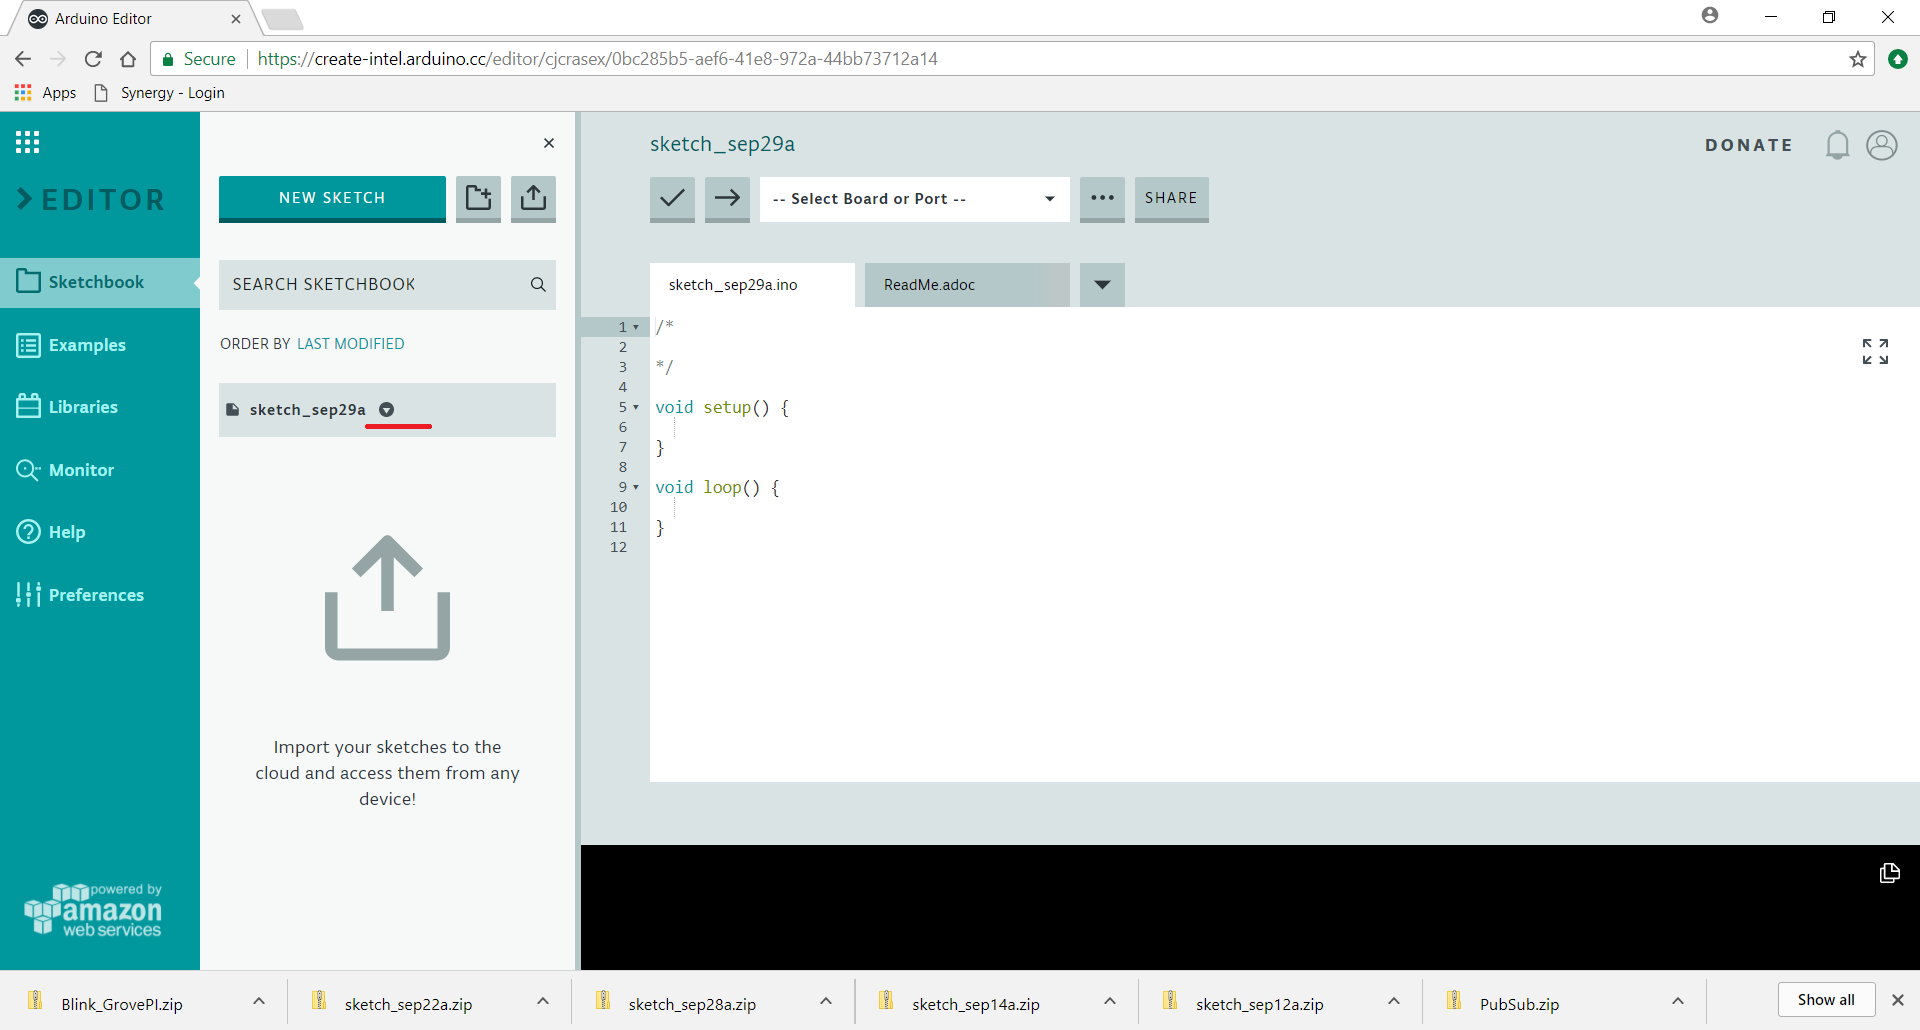 Arduino Editor
Secure https://create-intel.arduino.cc/editor/cjcrasex/0bc285b5-aef6-41e8-972a-44bb73712a14
Apps Synergy - Login
EDITOR
Sketchbook
Examples
Libraries
Monitor
Help
Preferences
powered by
amazon
web services
NEW SKETCH
SEARCH SKETCHBOOK
ORDER BY LAST MODIFIED
sketch_sep29a
Import your sketches to the
cloud and access them from any
device!
sketch_sep29a
DONATE
-- Select Board or Port --
SHARE
sketch_sep29a.ino
ReadMe.adoc
1 /*
2
3 */
4
5 void setup() {
6
7 }
8
9 void loop() {
10
11 }
12
Blink_GrovePI.zip
sketch_sep22a.zip
sketch_sep28a.zip
sketch_sep14a.zip
sketch_sep12a.zip
PubSub.zip
Show all